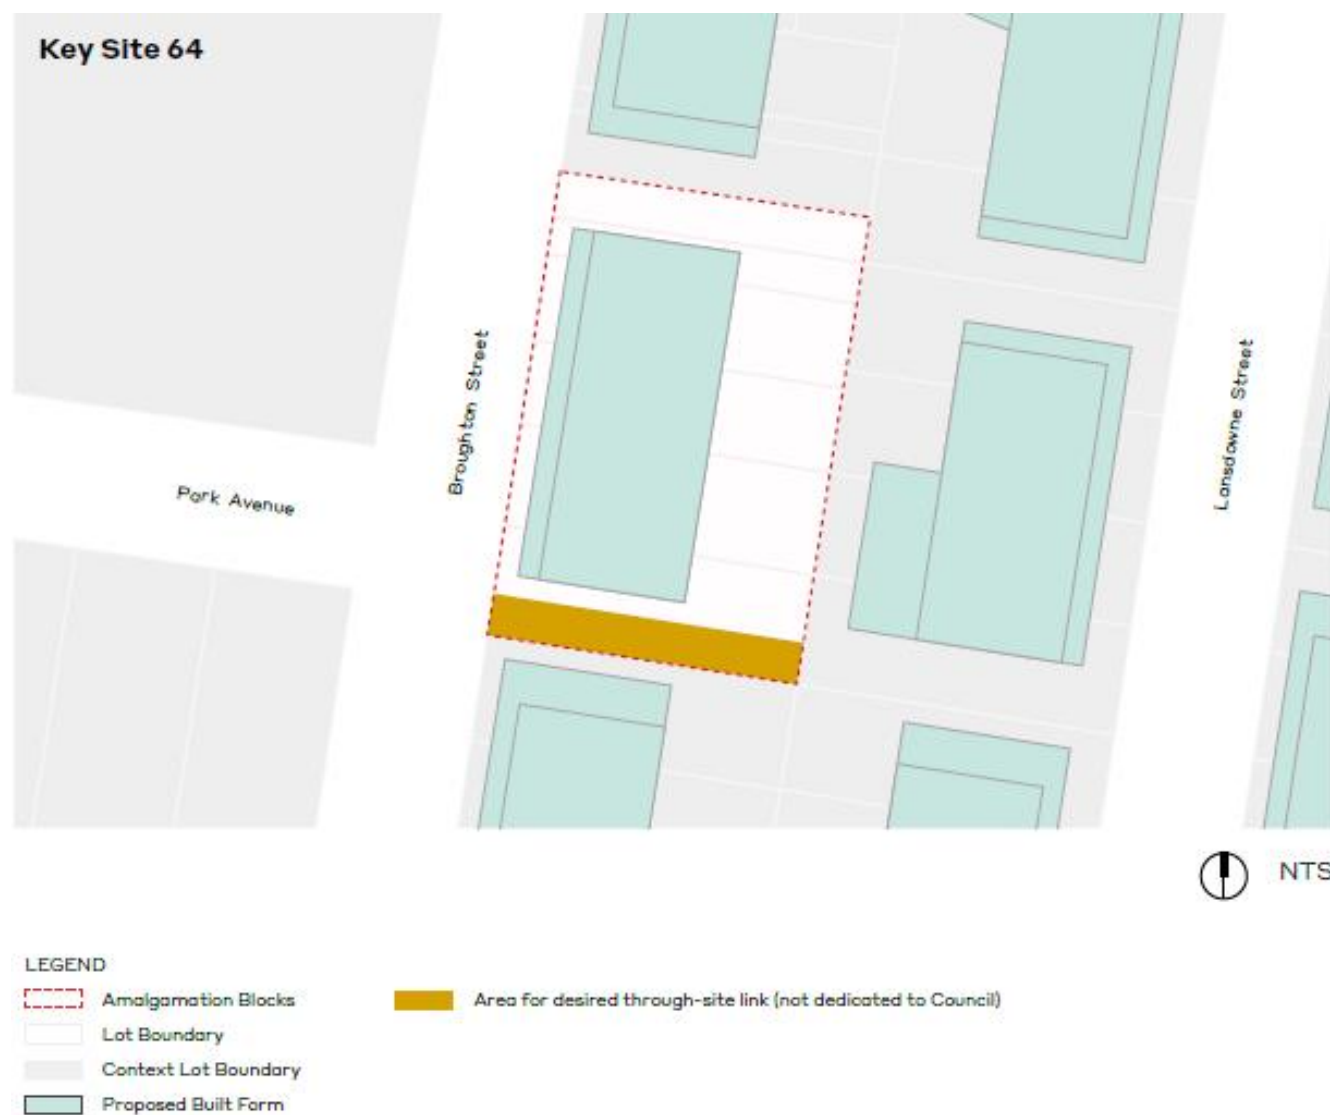 Key Site 64
Broughton Street
Lansdowne Street
Park Avenue
NTS
LEGEND
Amalgamation Blocks
Area for desired through-site link (not dedicated to Council)
Lot Boundary
Context Lot Boundary
Proposed Built Form